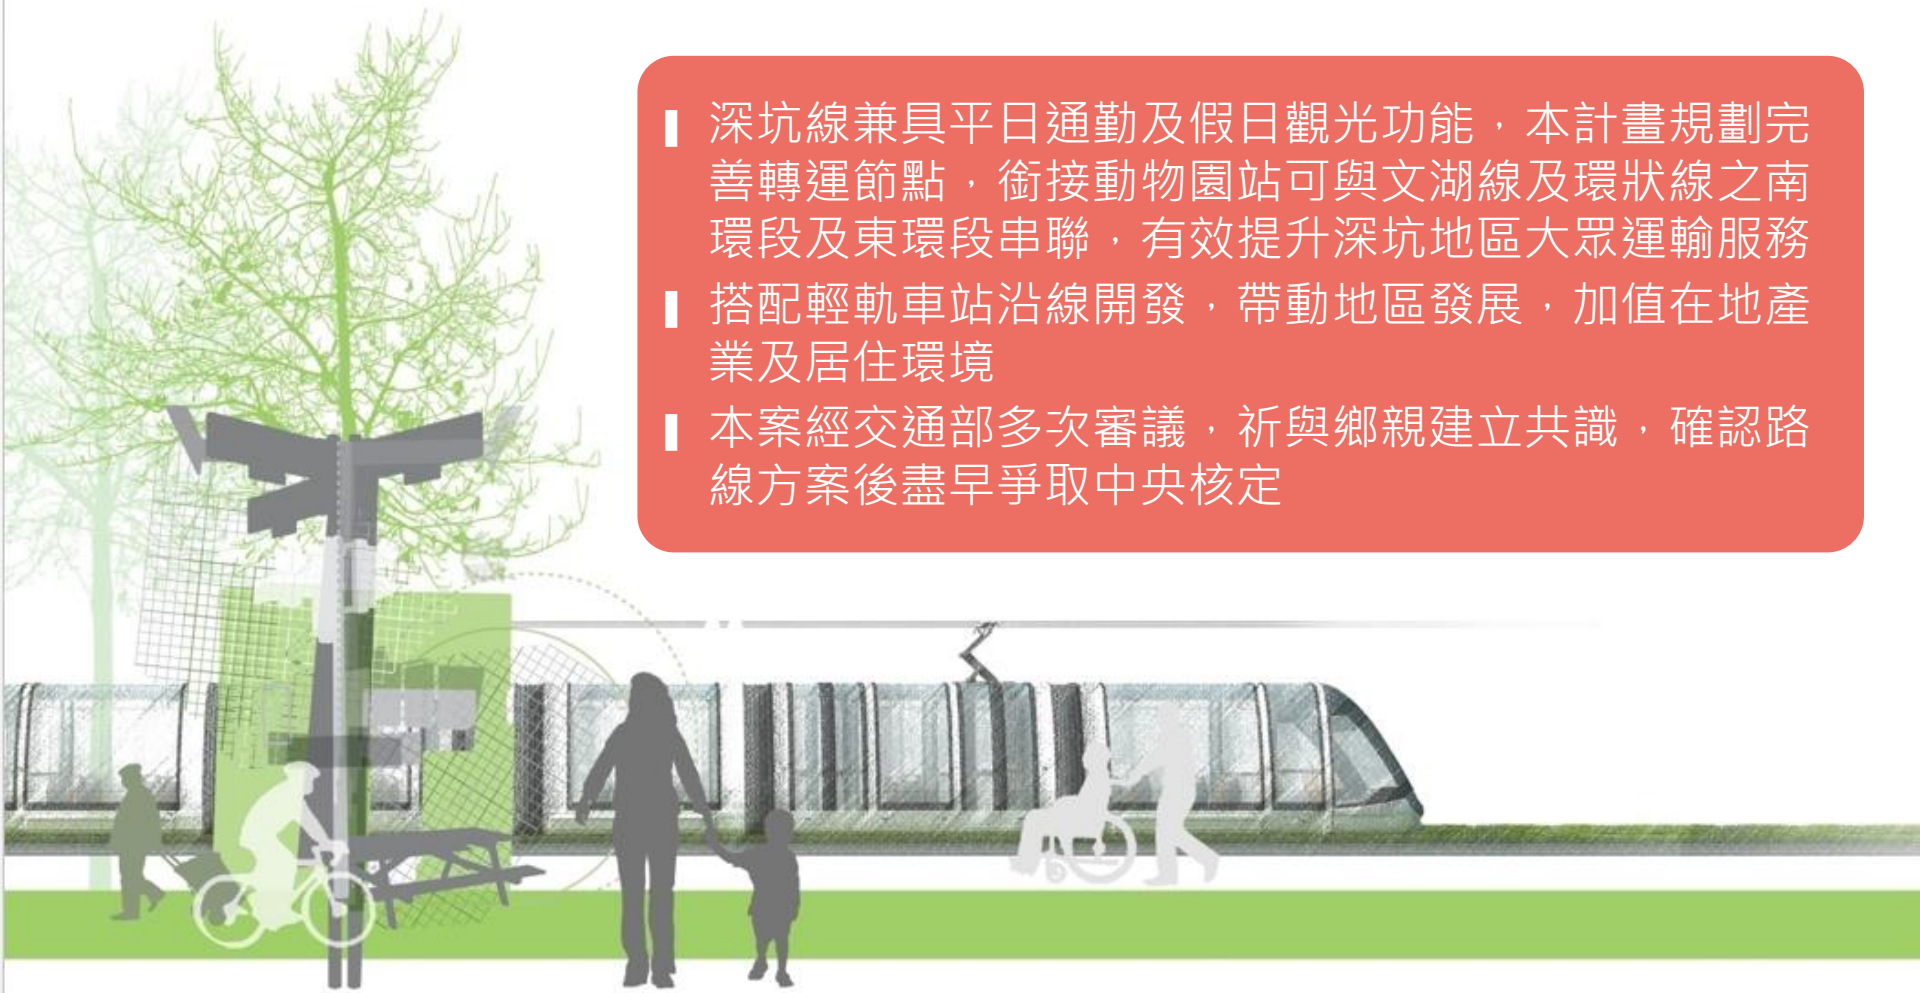 深坑線兼具平日通勤及假日觀光功能，本計畫規劃完
善轉運節點，銜接動物園站可與文湖線及環狀線之南
環段及東環段串聯，有效提升深坑地區大眾運輸服務
搭配輕軌車站沿線開發，帶動地區發展，加值在地產
業及居住環境
本案經交通部多次審議，祈與鄉親建立共識，確認路
線方案後盡早爭取中央核定